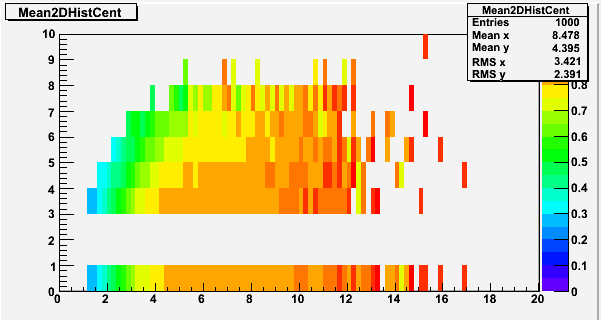 Mean2DHistCent
Mean2DHistCent
Entries 1000
Mean x 8.478
Mean y 4.395
RMS x 3.421
RMS y 2.391
10
9
8
7
6
5
4
3
2
1
0
0 2 4 6 8 10 12 14 16 18 20
0.8
0.7
0.6
0.5
0.4
0.3
0.2
0.1
0